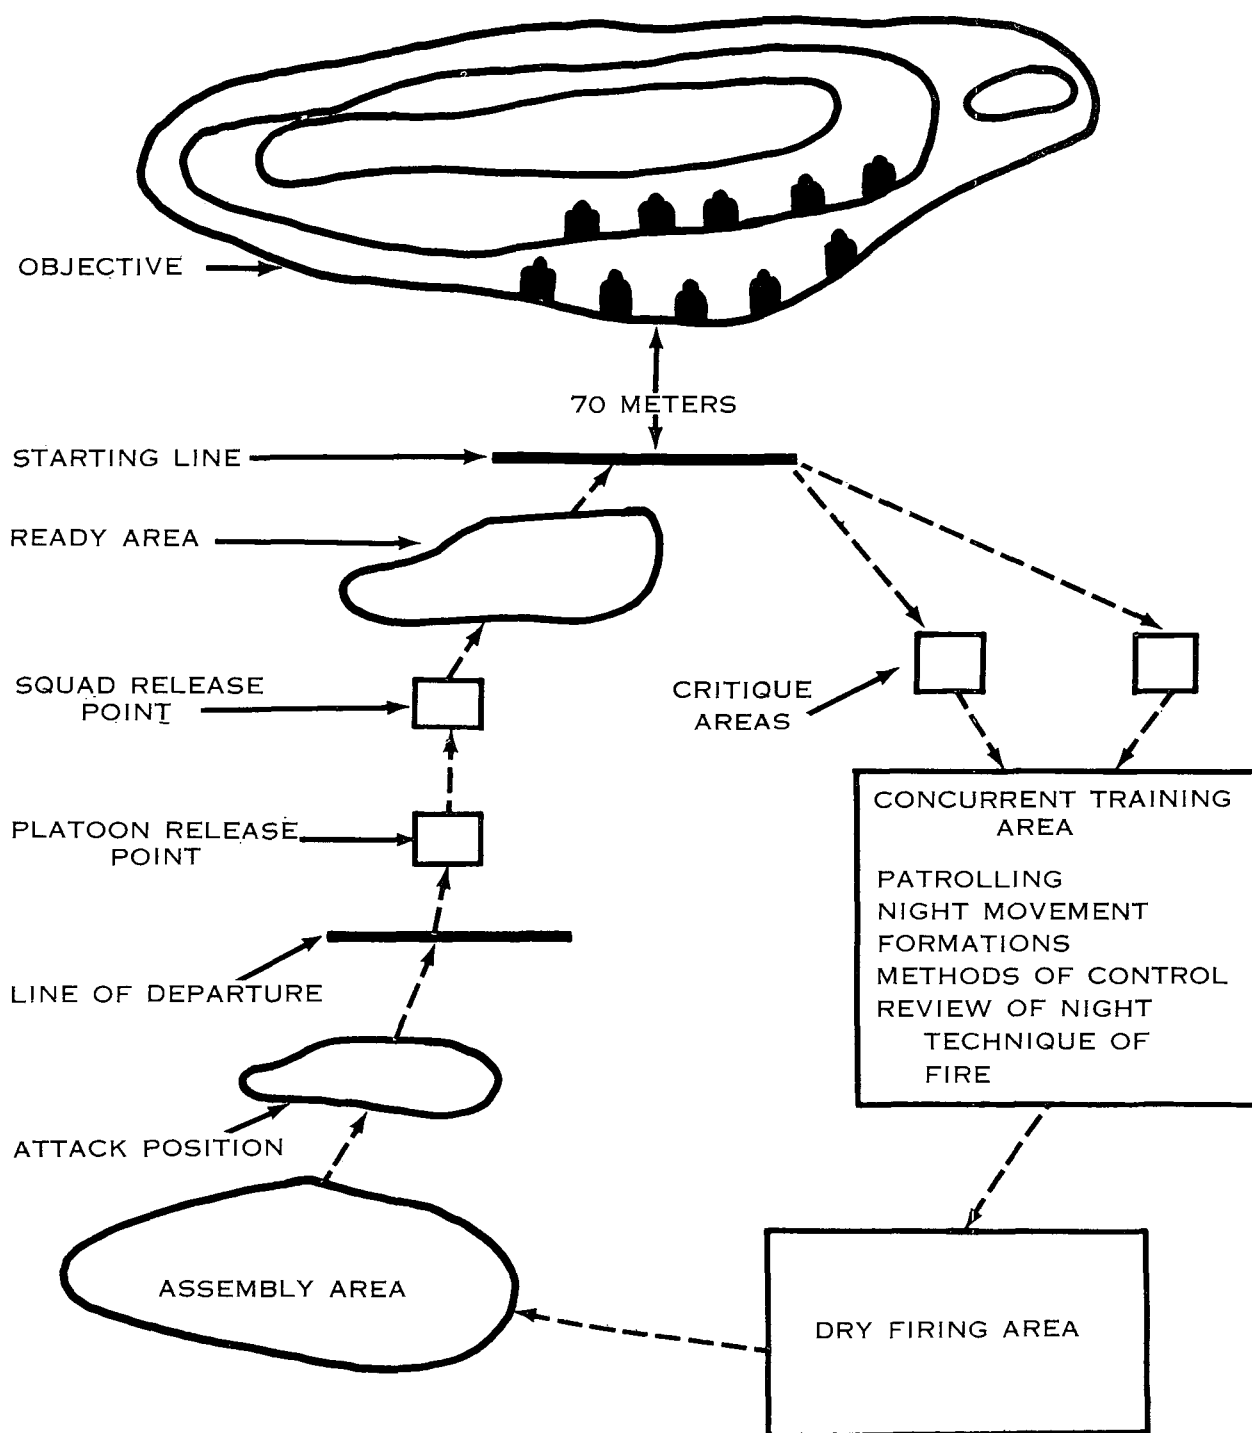 OBJECTIVE
70 METERS
STARTING LINE
READY AREA
SQUAD RELEASE
POINT
CRITIQUE
AREAS
PLATOON RELEASE
POINT
CONCURRENT TRAINING
AREA
PATROLLING
NIGHT MOVEMENT
FORMATIONS
METHODS OF CONTROL
REVIEW OF NIGHT
TECHNIQUE OF
FIRE
LINE OF DEPARTURE
ATTACK POSITION
ASSEMBLY AREA
DRY FIRING AREA